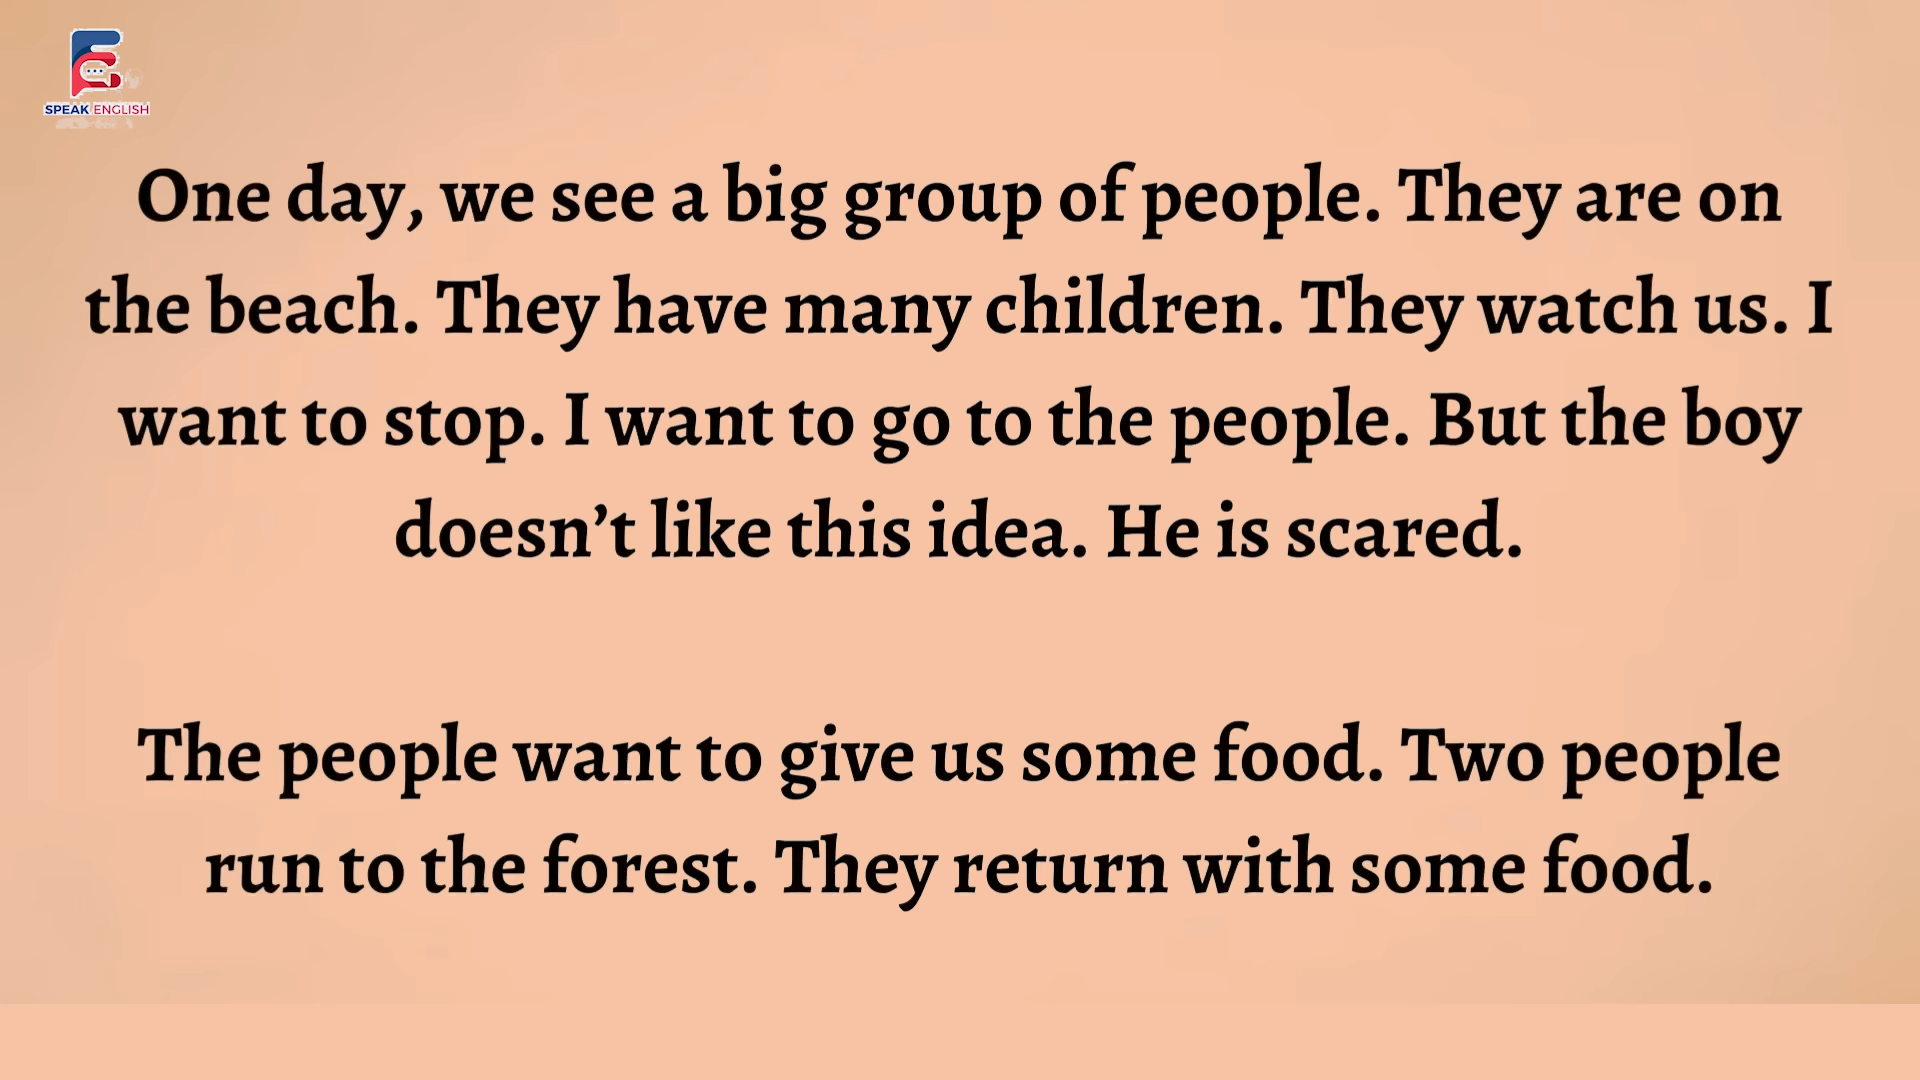 SPEAK ENGLISH
One day, we see a big group of people. They are on
the beach. They have many children. They watch us. I
want to stop. I want to go to the people. But the boy
doesn’t like this idea. He is scared.
The people want to give us some food. Two people
run to the forest. They return with some food.